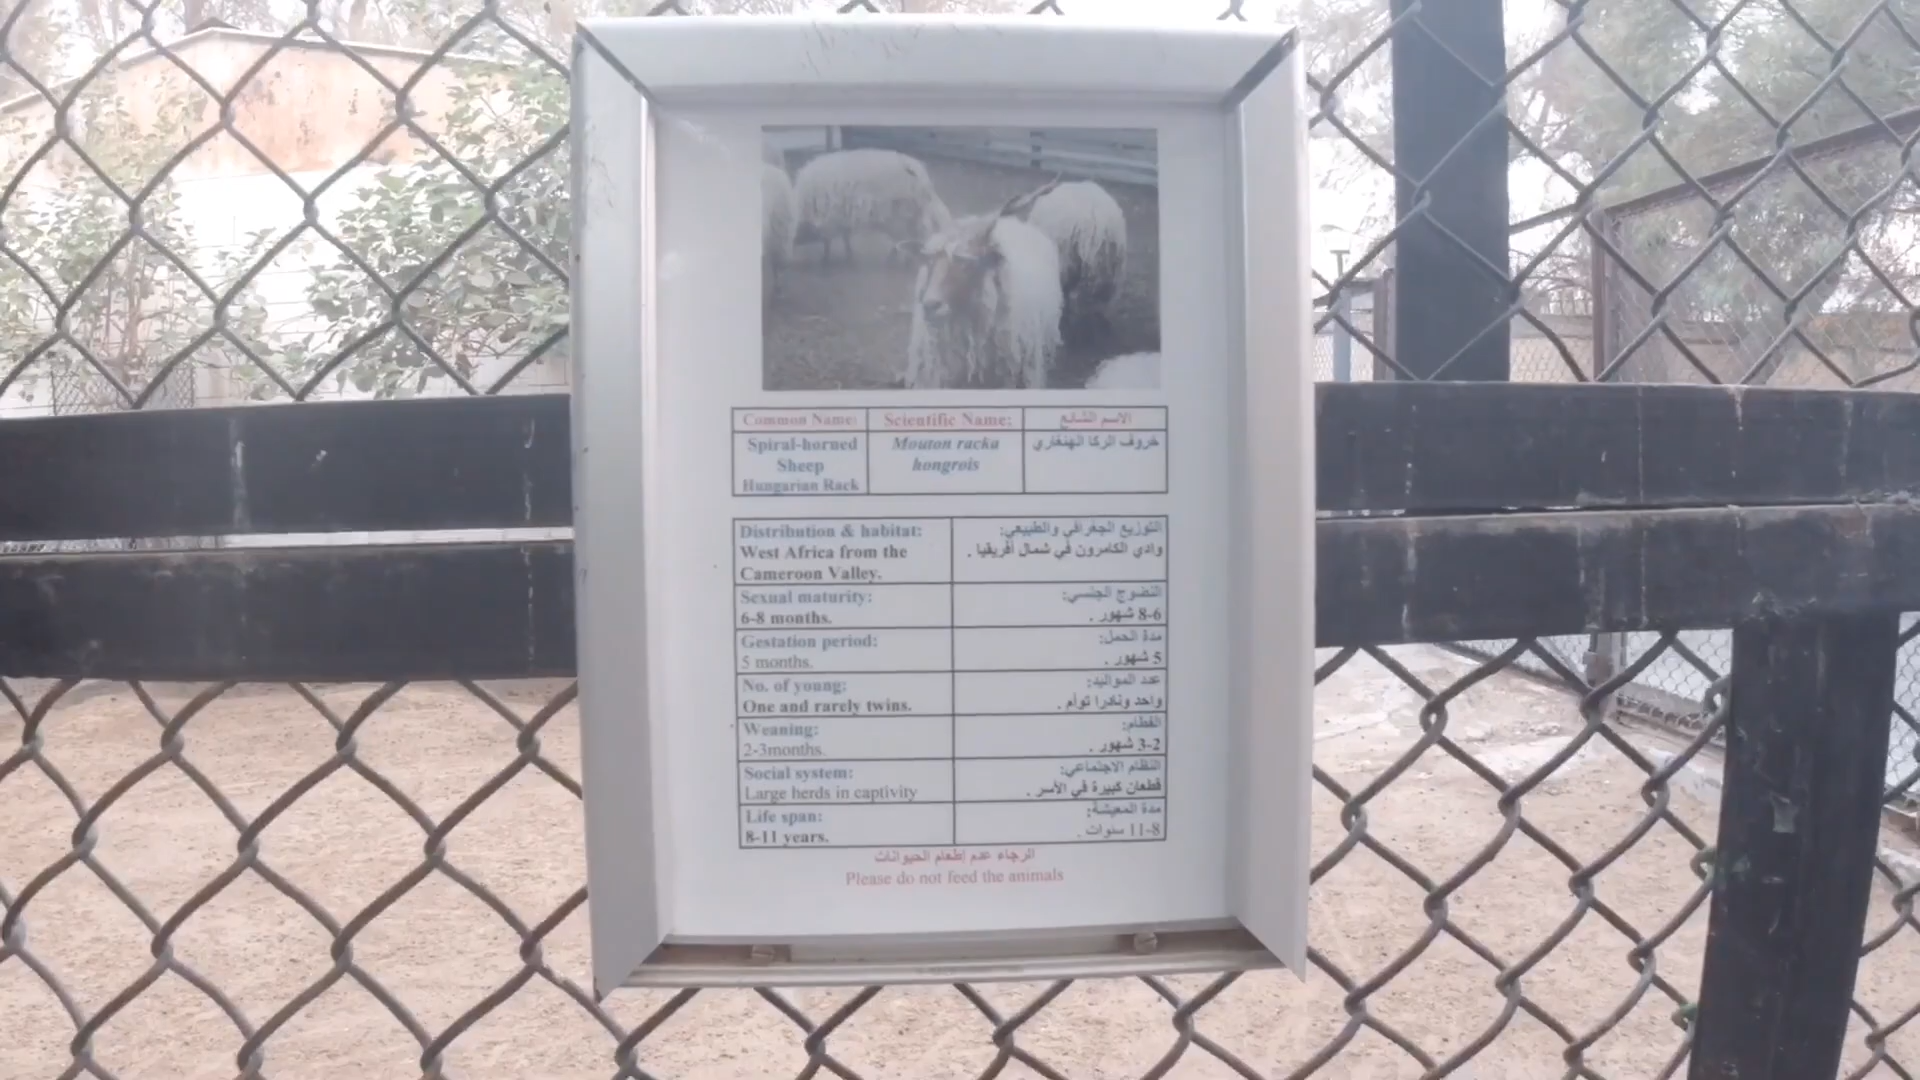 Common Name:
Scientific Name:
الاسم الشائع
Spiral-horned
Sheep
Hungarian Rack
Mouton racka
hongrois
خروف الركا الهنغاري
Distribution & habitat:
West Africa from the
Cameroon Valley.
التوزيع الجغرافي والطبيعي:
وادي الكامرون في شمال أفريقيا .
Sexual maturity:
6-8 months.
النضوج الجنسي:
6-8 شهور .
Gestation period:
5 months.
مدة الحمل:
5 شهور .
No. of young:
One and rarely twins.
عدد المواليد:
واحد ونادرا توأم .
Weaning:
2-3months.
الفطام:
2-3 شهور .
Social system:
Large herds in captivity
النظام الاجتماعي:
قطعان كبيرة في الأسر .
Life span:
8-11 years.
مدة المعيشة:
8-11 سنوات .
الرجاء عدم إطعام الحيوانات
Please do not feed the animals